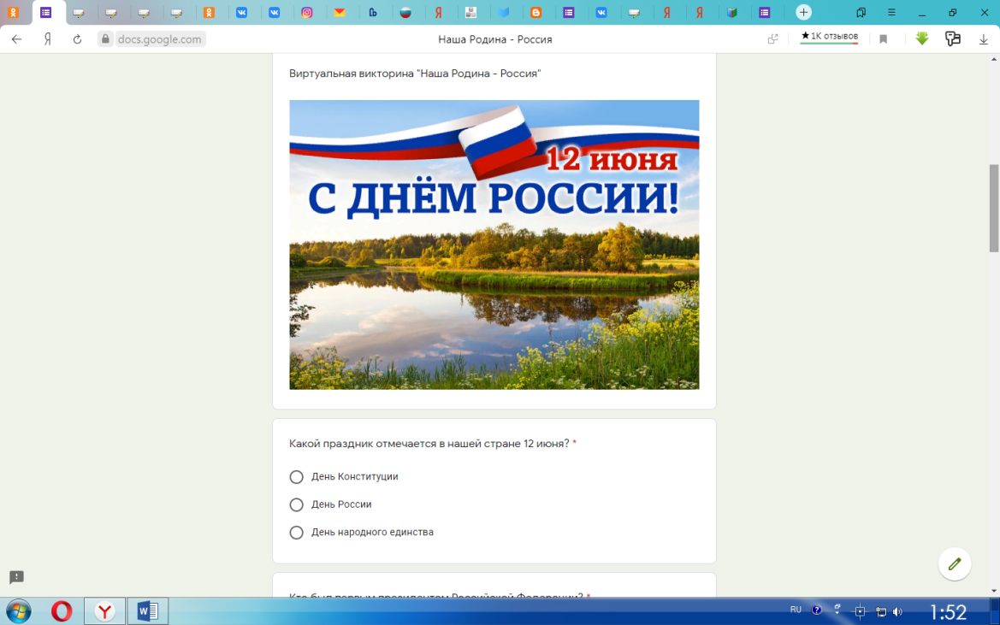 docs.google.com
Наша Родина - Россия
★1K отзывов
Виртуальная викторина "Наша Родина - Россия"
12 июня
С ДНЁМ РОССИИ!
Какой праздник отмечается в нашей стране 12 июня? *
День Конституции
День России
День народного единства
Кто был первым президентом Российской Федерации? *
RU
1:52